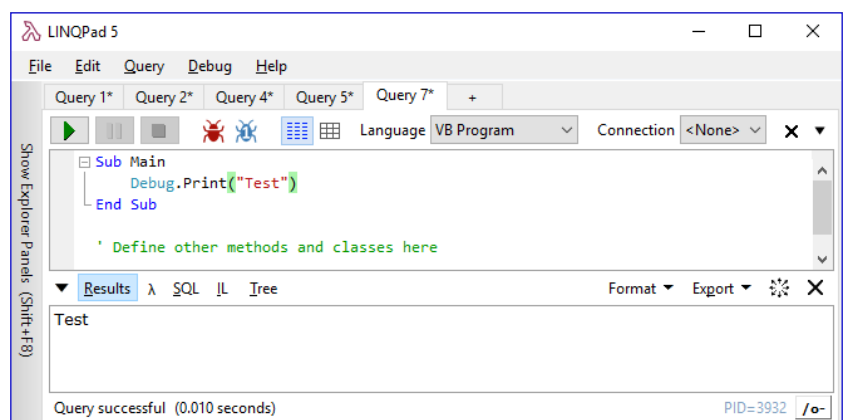 LINQPad 5
File Edit Query Debug Help
Query 1* Query 2* Query 4* Query 5* Query 7* +
Language VB Program Connection <None>
Show Explorer Panels (Shift+F8)
Sub Main
Debug.Print("Test")
End Sub
' Define other methods and classes here
Results λ SQL IL Tree Format Export
Test
Query successful (0.010 seconds) PID=3932 /o-